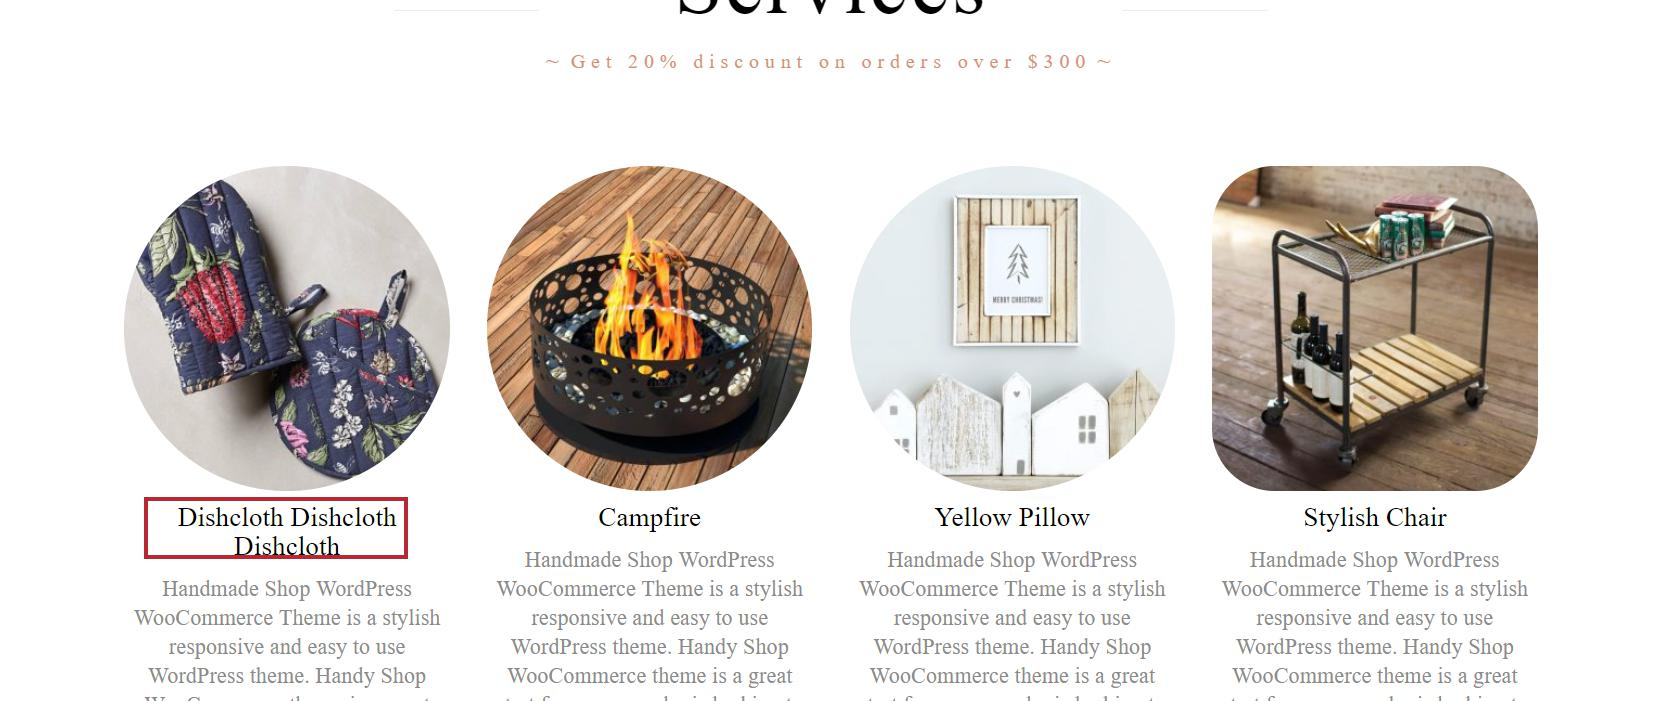 Services
~ Get 20% discount on orders over $300 ~
MERRY CHRISTMAS!
Dishcloth Dishcloth
Dishcloth
Handmade Shop WordPress
WooCommerce Theme is a stylish
responsive and easy to use
WordPress theme. Handy Shop
Campfire
Handmade Shop WordPress
WooCommerce Theme is a stylish
responsive and easy to use
WordPress theme. Handy Shop
WooCommerce theme is a great
Yellow Pillow
Handmade Shop WordPress
WooCommerce Theme is a stylish
responsive and easy to use
WordPress theme. Handy Shop
WooCommerce theme is a great
Stylish Chair
Handmade Shop WordPress
WooCommerce Theme is a stylish
responsive and easy to use
WordPress theme. Handy Shop
WooCommerce theme is a great